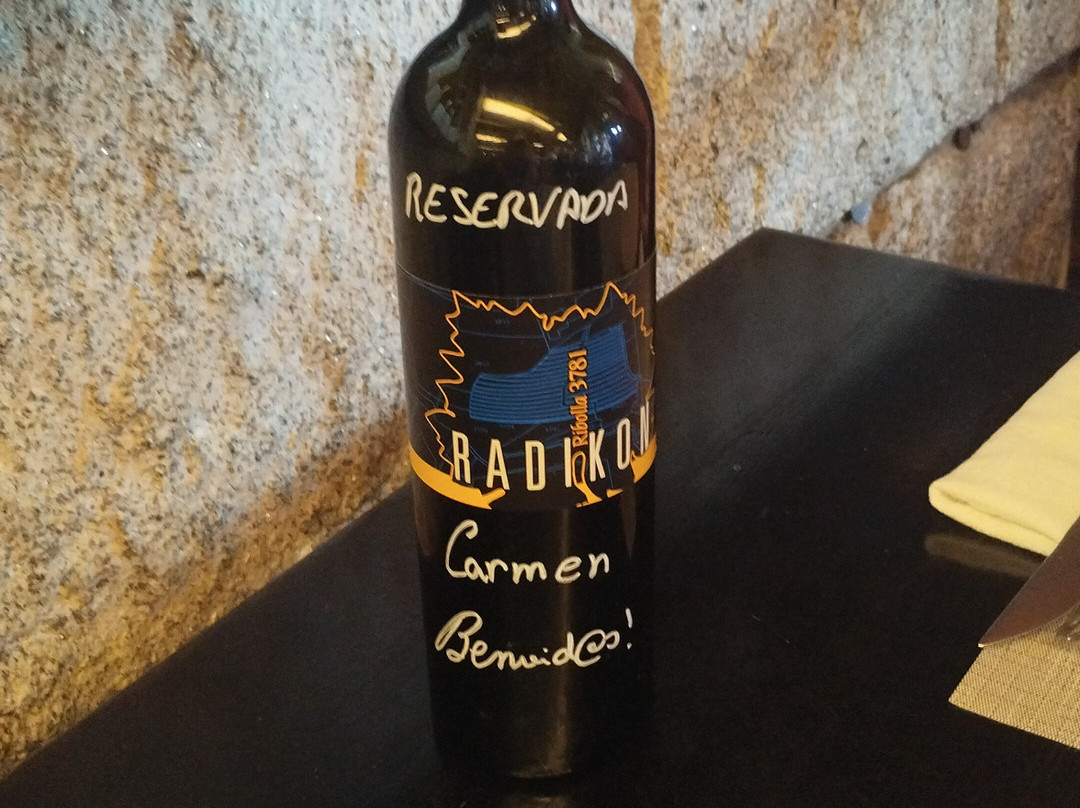 RESERVADA
Ribolla 3781
RADIKON
Carmen
Benvid@s!